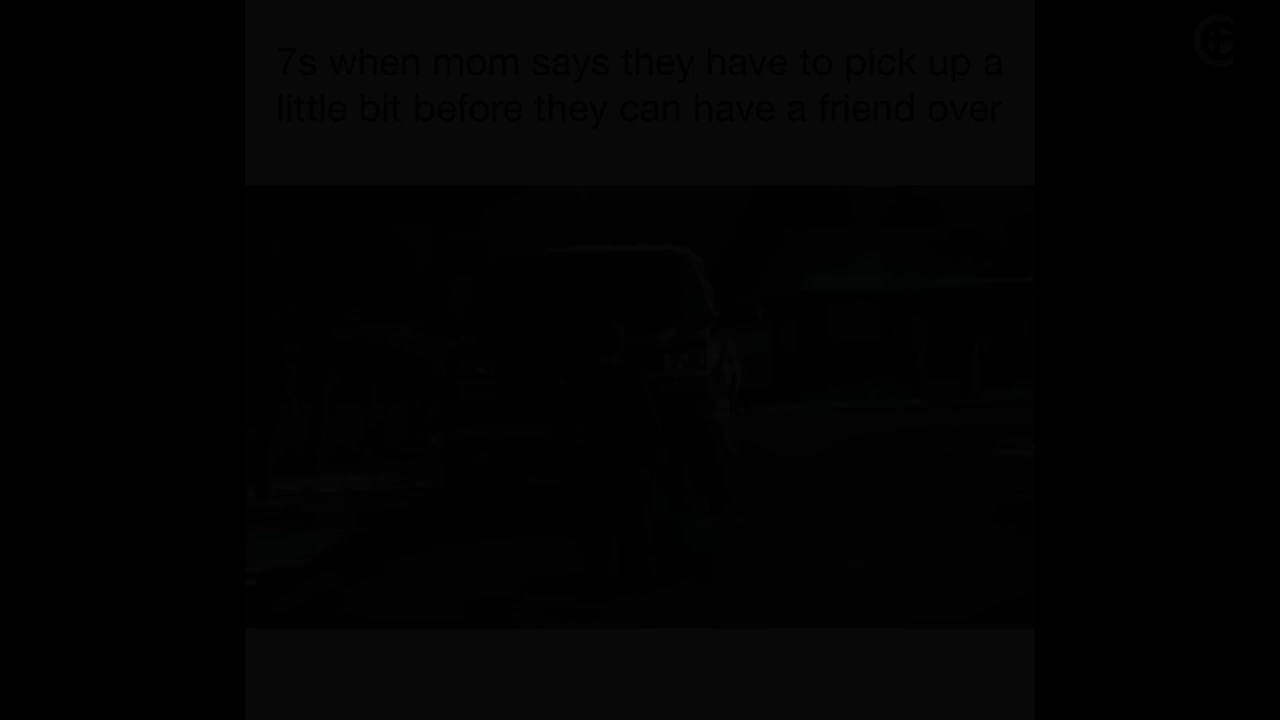 7s when mom says they have to pick up a
little bit before they can have a friend over